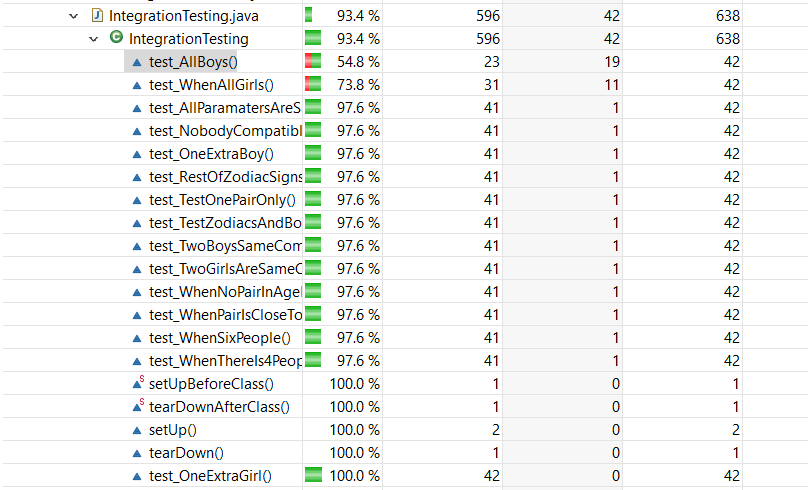 IntegrationTesting.java 93.4 % 596 42 638
IntegrationTesting 93.4 % 596 42 638
test_AllBoys() 54.8 % 23 19 42
test_WhenAllGirls() 73.8 % 31 11 42
test_AllParamatersAreS 97.6 % 41 1 42
test_NobodyCompatibl 97.6 % 41 1 42
test_OneExtraBoy() 97.6 % 41 1 42
test_RestOfZodiacSigns 97.6 % 41 1 42
test_TestOnePairOnly() 97.6 % 41 1 42
test_TestZodiacsAndBo 97.6 % 41 1 42
test_TwoBoysSameCom 97.6 % 41 1 42
test_TwoGirlsAreSameC 97.6 % 41 1 42
test_WhenNoPairInAgeI 97.6 % 41 1 42
test_WhenPairIsCloseTo 97.6 % 41 1 42
test_WhenSixPeople() 97.6 % 41 1 42
test_WhenThereIs4Peop 97.6 % 41 1 42
setUpBeforeClass() 100.0 % 1 0 1
tearDownAfterClass() 100.0 % 1 0 1
setUp() 100.0 % 2 0 2
tearDown() 100.0 % 1 0 1
test_OneExtraGirl() 100.0 % 42 0 42